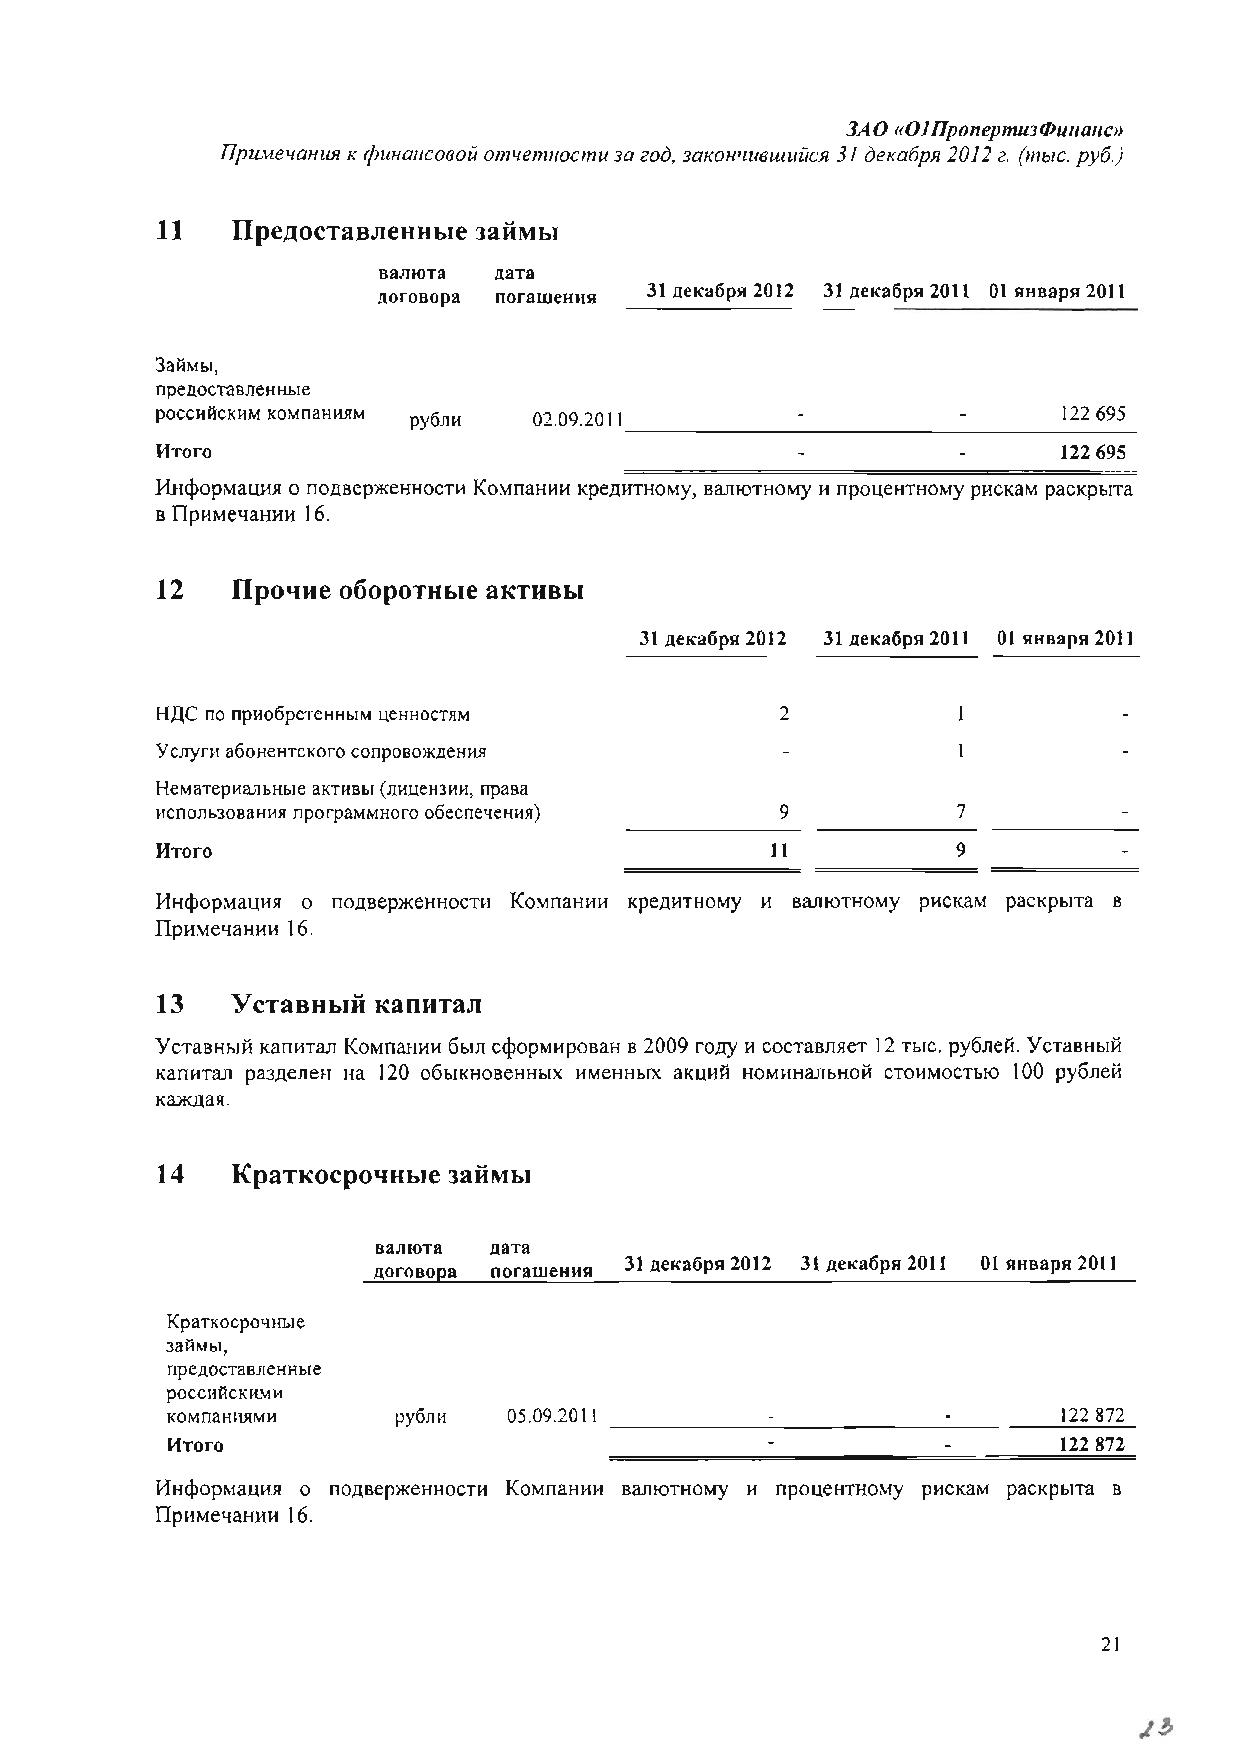 ЗАО «О1ПропертизФинанс»
Примечания к финансовой отчетности за год, закончившийся 31 декабря 2012 г. (тыс. руб.)
11 Предоставленные займы
валюта договора дата погашения 31 декабря 2012 31 декабря 2011 01 января 2011
Займы,
предоставленные
российским компаниям рубли 02.09.2011 - - 122 695
Итого - - 122 695
Информация о подверженности Компании кредитному, валютному и процентному рискам раскрыта
в Примечании 16.
12 Прочие оборотные активы
31 декабря 2012 31 декабря 2011 01 января 2011
НДС по приобретенным ценностям 2 1 -
Услуги абонентского сопровождения - 1 -
Нематериальные активы (лицензии, права
использования программного обеспечения) 9 7 -
Итого 11 9 -
Информация о подверженности Компании кредитному и валютному рискам раскрыта в
Примечании 16.
13 Уставный капитал
Уставный капитал Компании был сформирован в 2009 году и составляет 12 тыс. рублей. Уставный
капитал разделен на 120 обыкновенных именных акций номинальной стоимостью 100 рублей
каждая.
14 Краткосрочные займы
валюта договора дата погашения 31 декабря 2012 31 декабря 2011 01 января 2011
Краткосрочные
займы,
предоставленные
российскими
компаниями рубли 05.09.2011 - - 122 872
Итого - - 122 872
Информация о подверженности Компании валютному и процентному рискам раскрыта в
Примечании 16.
21
23